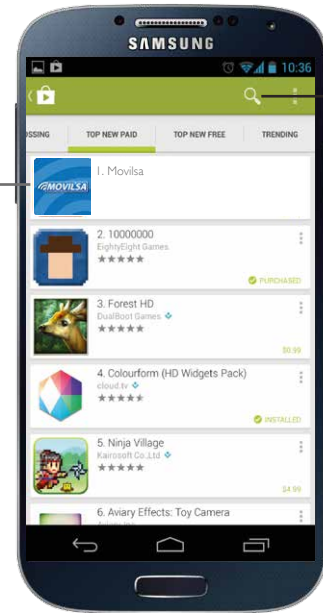 SAMSUNG
10:36
OSSING TOP NEW PAID TOP NEW FREE TRENDING
MOVILSA
1. Movilsa
2. 10000000
EightyEight Games
PURCHASED
3. Forest HD
DualBoot Games
$0.99
4. Colourform (HD Widgets Pack)
cloud.tv
INSTALLED
5. Ninja Village
Kairosoft Co.,Ltd
$4.99
6. Aviary Effects: Toy Camera